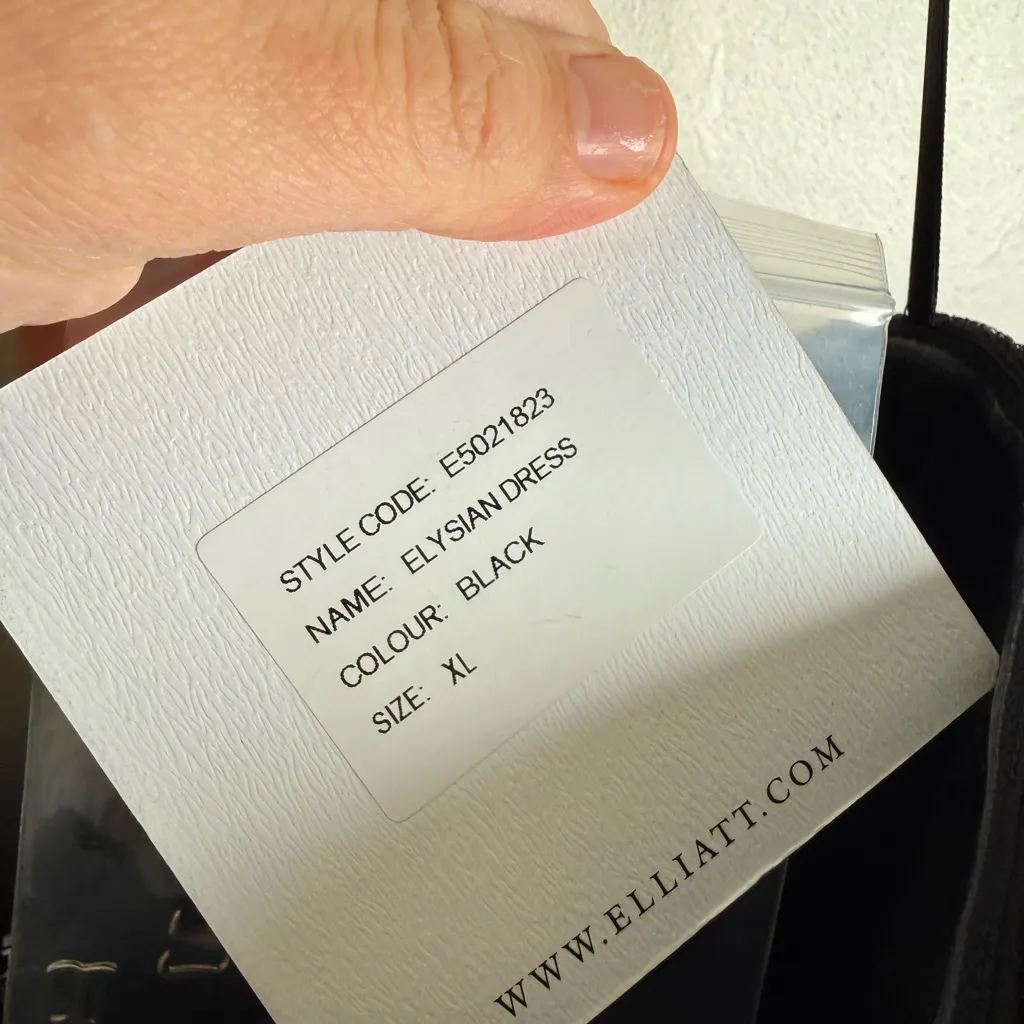 STYLE CODE: E5021823
NAME: ELYSIAN DRESS
COLOUR: BLACK
SIZE: XL
WWW.ELLIATT.COM